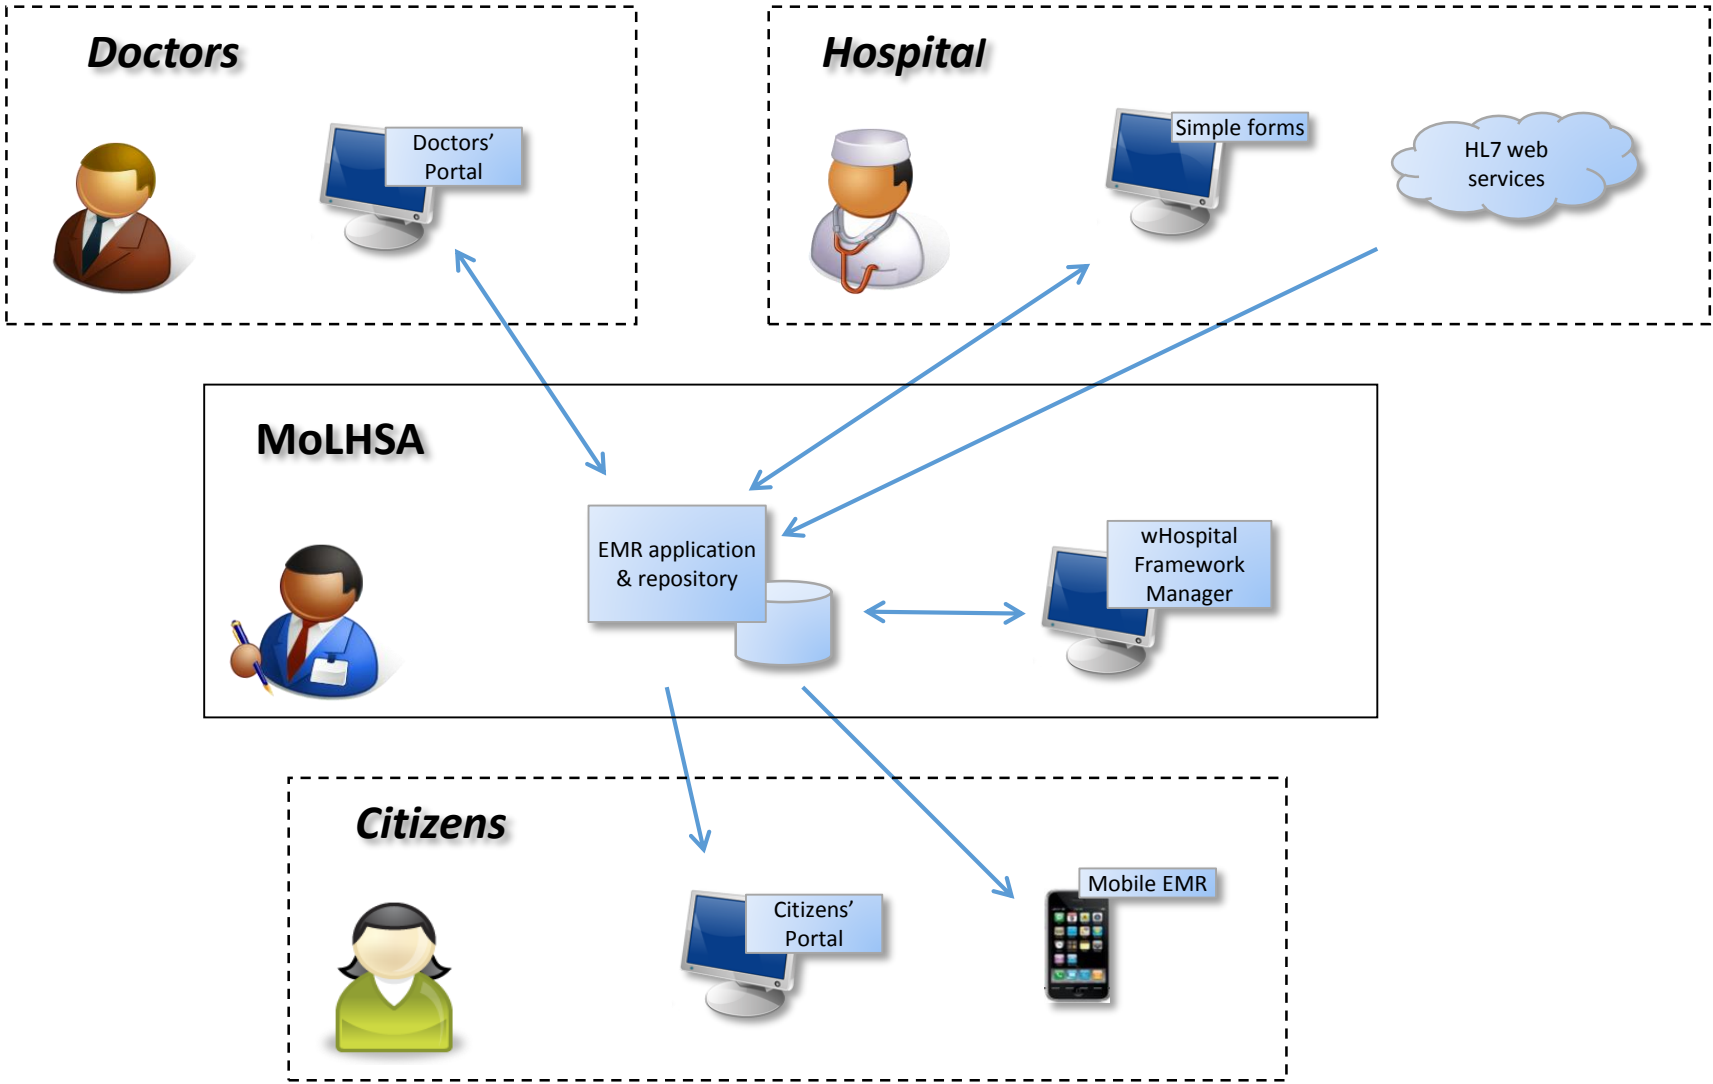 Doctors
Doctors’
Portal
Hospital
Simple forms
HL7 web
services
MoLHSA
EMR application
& repository
wHospital
Framework
Manager
Citizens
Citizens’
Portal
Mobile EMR